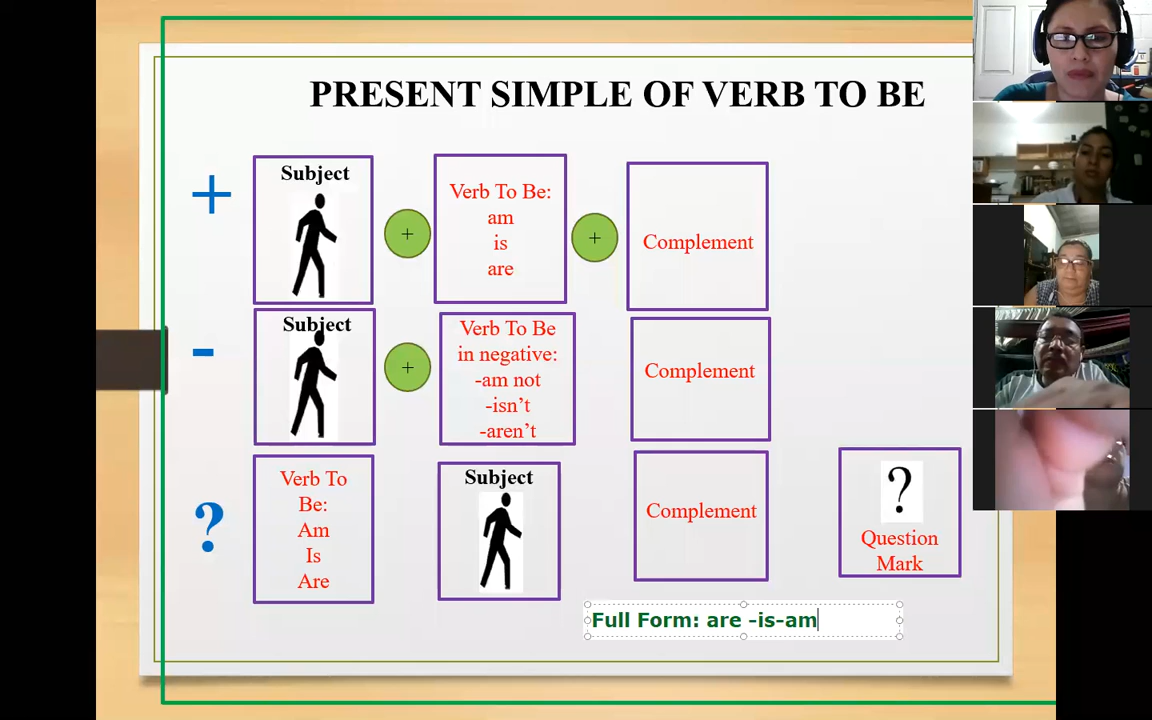 PRESENT SIMPLE OF VERB TO BE
+
Subject
+
Verb To Be:
am
is
are
+
Complement
-
Subject
+
Verb To Be
in negative:
-am not
-isn’t
-aren’t
Complement
?
Verb To
Be:
Am
Is
Are
Subject
Complement
?
Question
Mark
Full Form: are -is-am